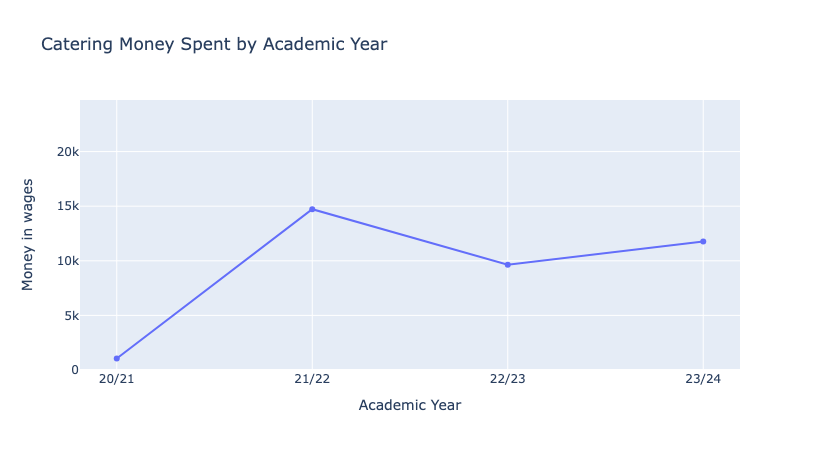 Catering Money Spent by Academic Year
Money in wages
20k
15k
10k
5k
0
20/21
21/22
22/23
23/24
Academic Year